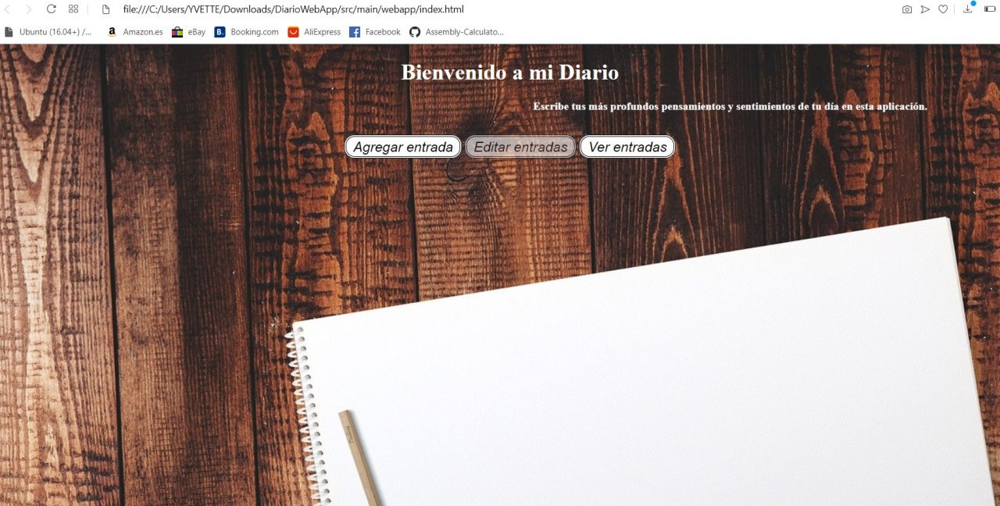 file:///C:/Users/YVETTE/Downloads/DiarioWebApp/src/main/webapp/index.html
Ubuntu (16.04+) /... Amazon.es eBay Booking.com AliExpress Facebook Assembly-Calculato...
Bienvenido a mi Diario
Escribe tus más profundos pensamientos y sentimientos de tu día en esta aplicación.
Agregar entrada Editar entradas Ver entradas